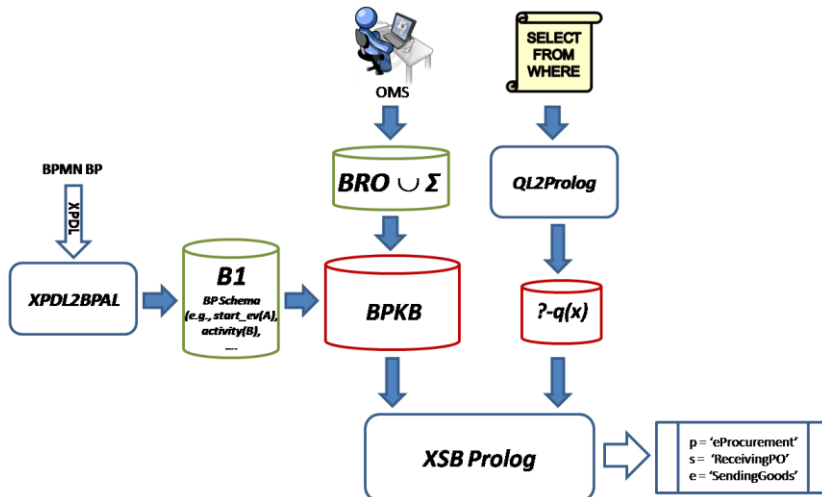 SELECT
FROM
WHERE
OMS
BRO ∪ Σ
QL2Prolog
BPMN BP
XPDL
XPDL2BPAL
B1
BP Schema
(e.g., start_ev(A),
activity(B),
....
BPKB
?-q(x)
XSB Prolog
p = 'eProcurement'
s = 'ReceivingPO'
e = 'SendingGoods'